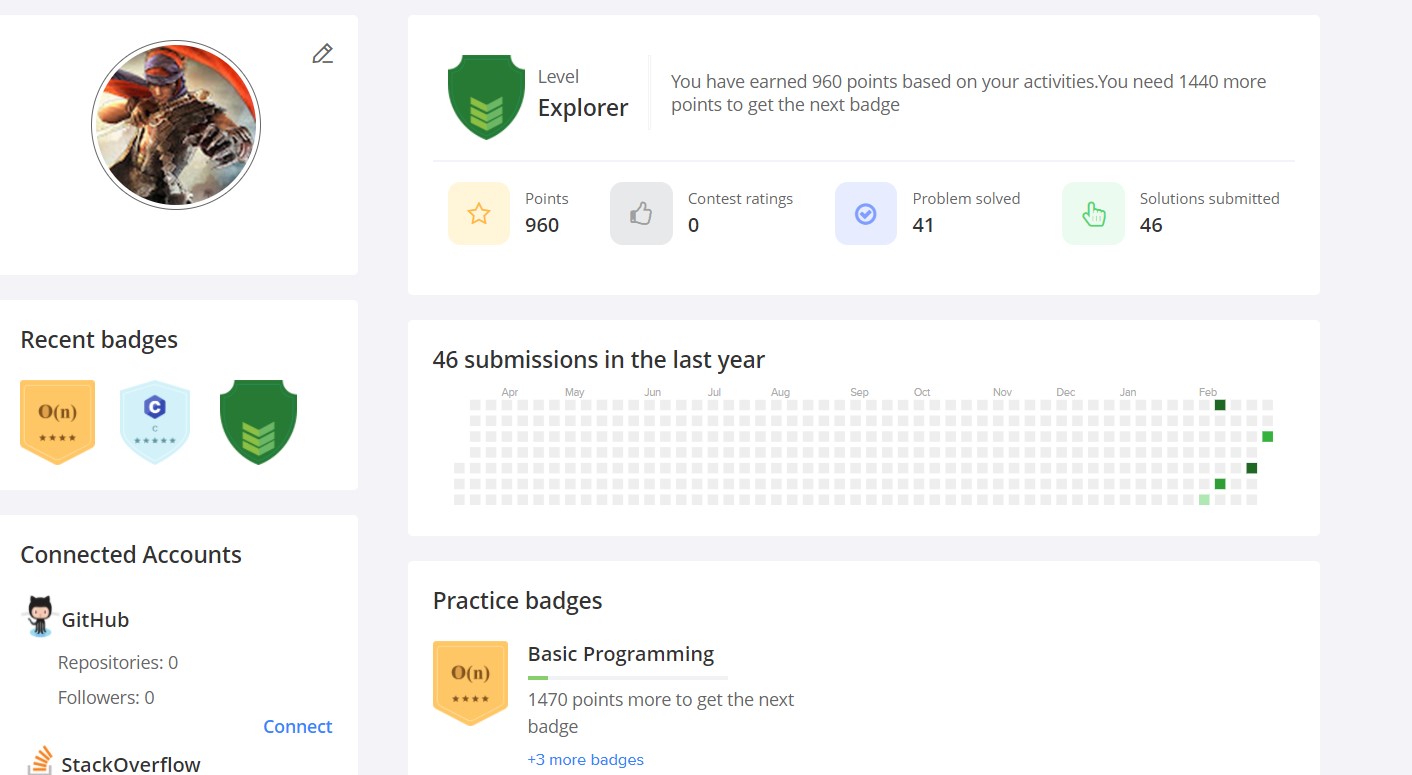 Level
Explorer
You have earned 960 points based on your activities.You need 1440 more
points to get the next badge
Points
960
Contest ratings
0
Problem solved
41
Solutions submitted
46
Recent badges
O(n)
C
C
46 submissions in the last year
Apr May Jun Jul Aug Sep Oct Nov Dec Jan Feb
Connected Accounts
GitHub
Repositories: 0
Followers: 0
Connect
StackOverflow
Practice badges
O(n)
Basic Programming
1470 points more to get the next
badge
+3 more badges